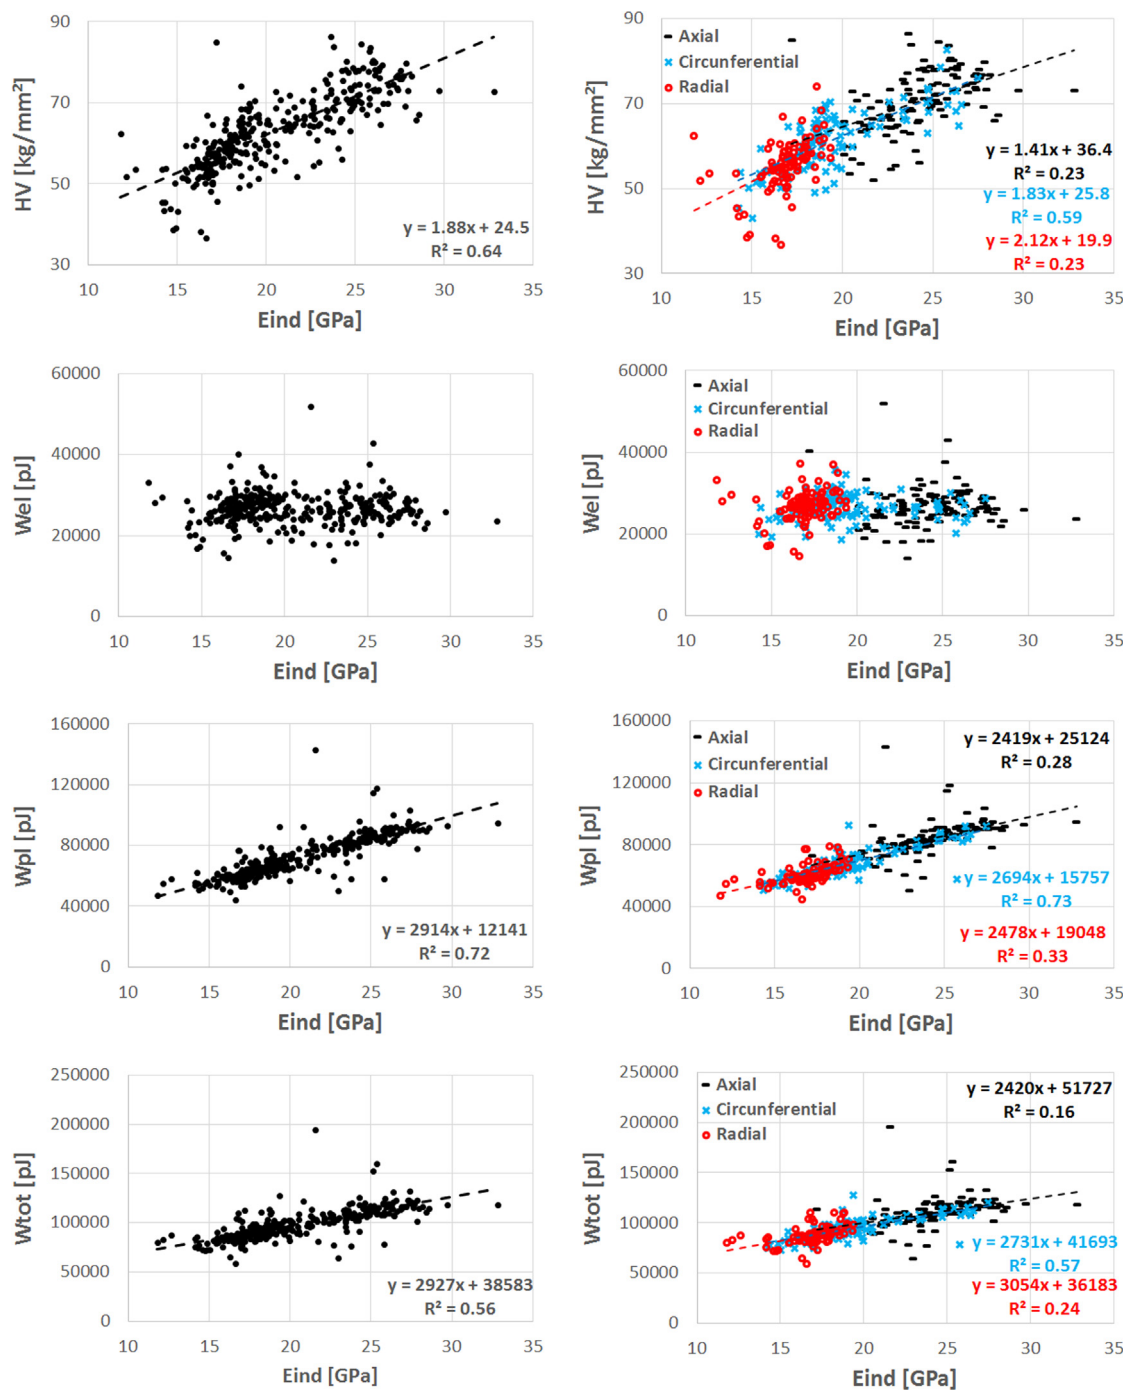 90
70
50
30
HV [kg/mm²]
y = 1.88x + 24.5
R² = 0.64
10 15 20 25 30 35
Eind [GPa]
90
70
50
30
HV [kg/mm²]
Axial
Circunferential
Radial
y = 1.41x + 36.4
R² = 0.23
y = 1.83x + 25.8
R² = 0.59
y = 2.12x + 19.9
R² = 0.23
10 15 20 25 30 35
Eind [GPa]
60000
40000
20000
0
Wel [pJ]
10 15 20 25 30 35
Eind [GPa]
60000
40000
20000
0
Wel [pJ]
Axial
Circunferential
Radial
10 15 20 25 30 35
Eind [GPa]
160000
120000
80000
40000
0
Wpl [pJ]
y = 2914x + 12141
R² = 0.72
10 15 20 25 30 35
Eind [GPa]
160000
120000
80000
40000
0
Wpl [pJ]
Axial
Circunferential
Radial
y = 2419x + 25124
R² = 0.28
y = 2694x + 15757
R² = 0.73
y = 2478x + 19048
R² = 0.33
10 15 20 25 30 35
Eind [GPa]
250000
200000
150000
100000
50000
0
Wtot [pJ]
y = 2927x + 38583
R² = 0.56
10 15 20 25 30 35
Eind [GPa]
250000
200000
150000
100000
50000
0
Wtot [pJ]
Axial
Circunferential
Radial
y = 2420x + 51727
R² = 0.16
y = 2731x + 41693
R² = 0.57
y = 3054x + 36183
R² = 0.24
10 15 20 25 30 35
Eind [GPa]